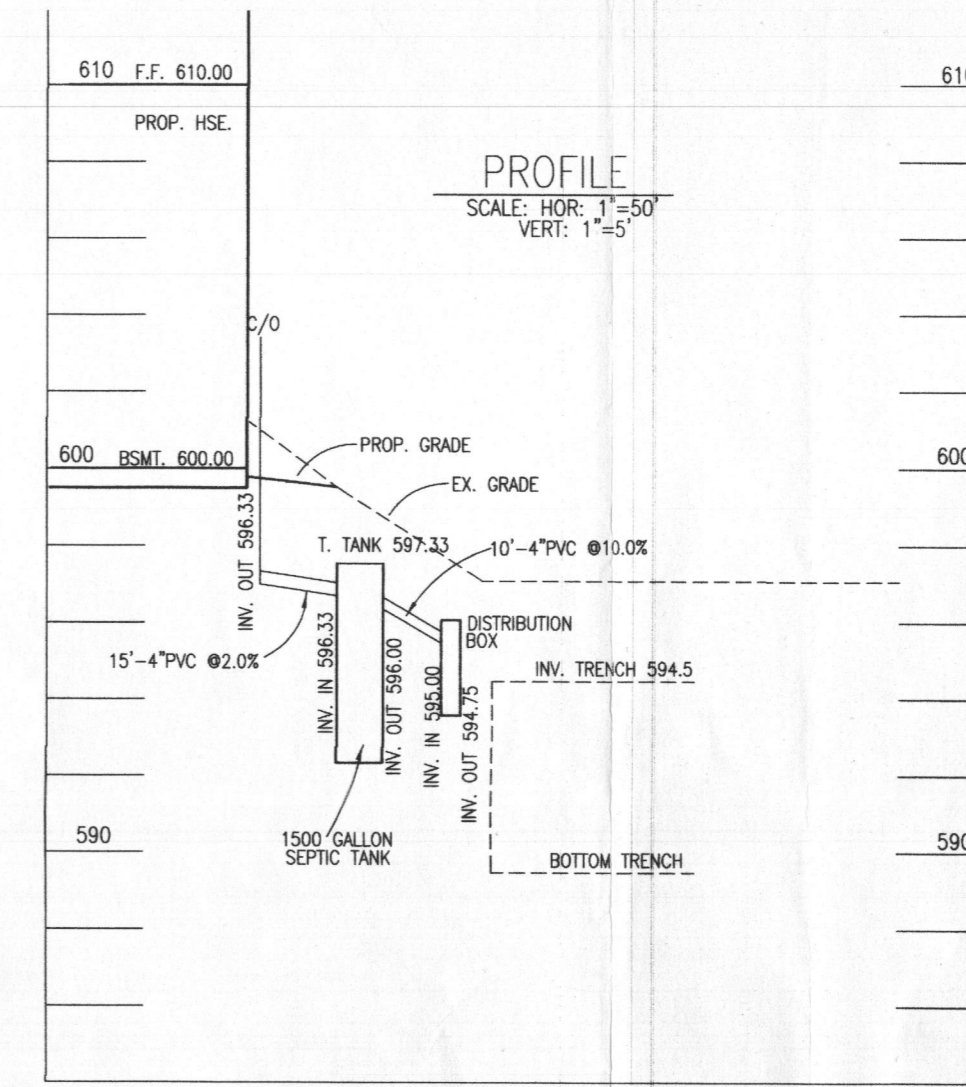 610 F.F. 610.00
610
PROP. HSE.
PROFILE
SCALE: HOR: 1"=50'
VERT: 1"=5'
C/O
PROP. GRADE
600 BSMT. 600.00
600
EX. GRADE
INV. OUT 596.33
T. TANK 597.33
10'-4"PVC @10.0%
DISTRIBUTION
BOX
15'-4"PVC @2.0%
INV. IN 596.33
INV. OUT 596.00
INV. IN 595.00
INV. OUT 594.75
INV. TRENCH 594.5
590
1500 GALLON
SEPTIC TANK
BOTTOM TRENCH
590